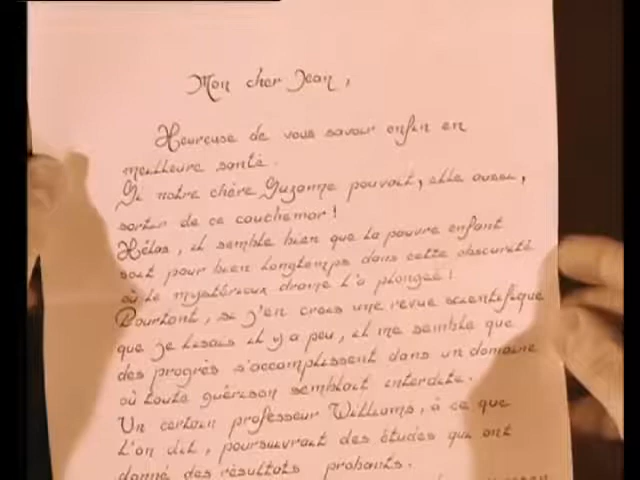 Mon cher Jean,
Heureuse de vous savoir enfin en
meilleure santé.
Si notre chère Suzanne pouvait, elle aussi,
sortir de ce cauchemar !
Hélas, il semble bien que la pauvre enfant
soit pour bien longtemps dans cette obscurité
où le mystérieux drame l'a plongée !
Pourtant, si j'en crois une revue scientifique
que je lisais il y a peu, il me semble que
des progrès s'accomplissent dans un domaine
où toute guérison semblait interdite.
Un certain professeur Williams, à ce que
l'on dit, poursuivrait des études qui ont
donné des résultats probants.